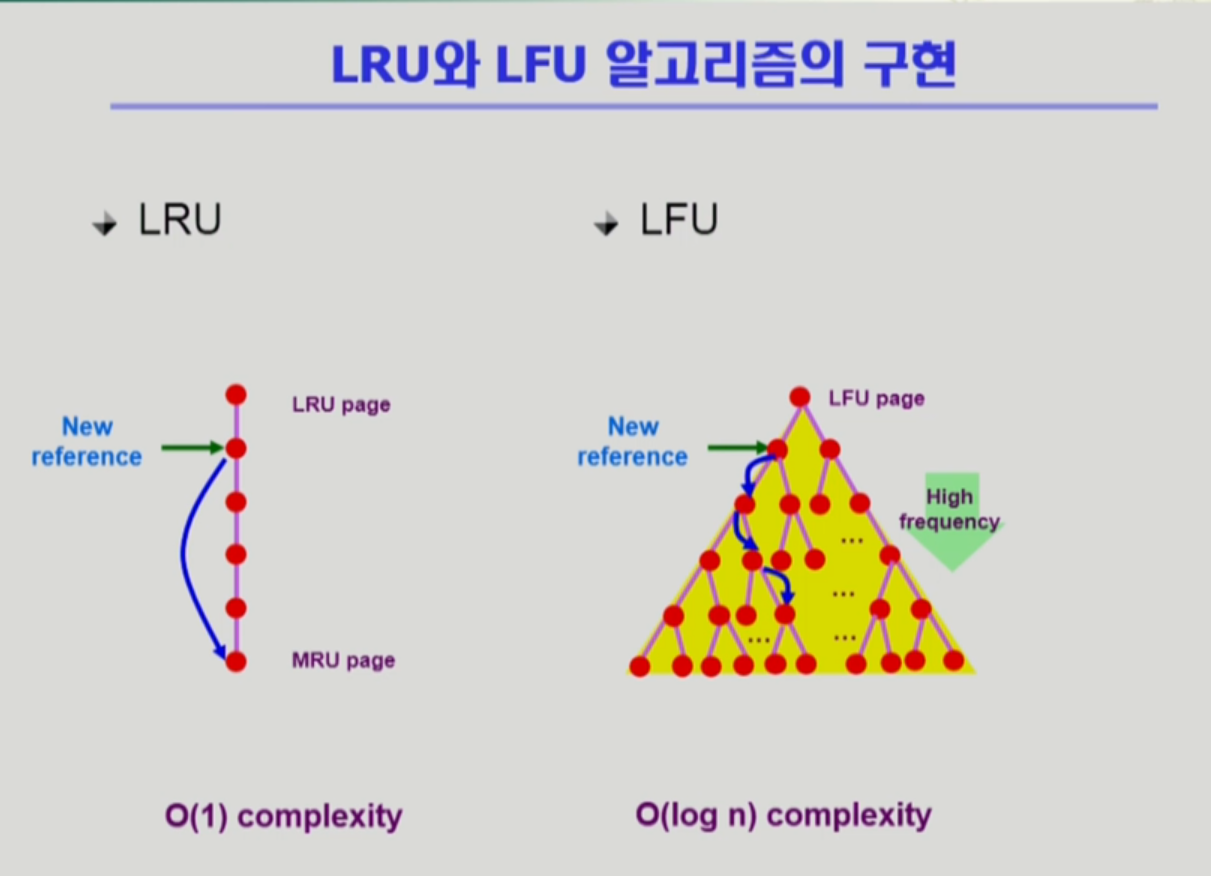 LRU와 LFU 알고리즘의 구현
LRU
New
reference
LRU page
MRU page
O(1) complexity
LFU
New
reference
LFU page
High
frequency
...
...
...
...
O(log n) complexity